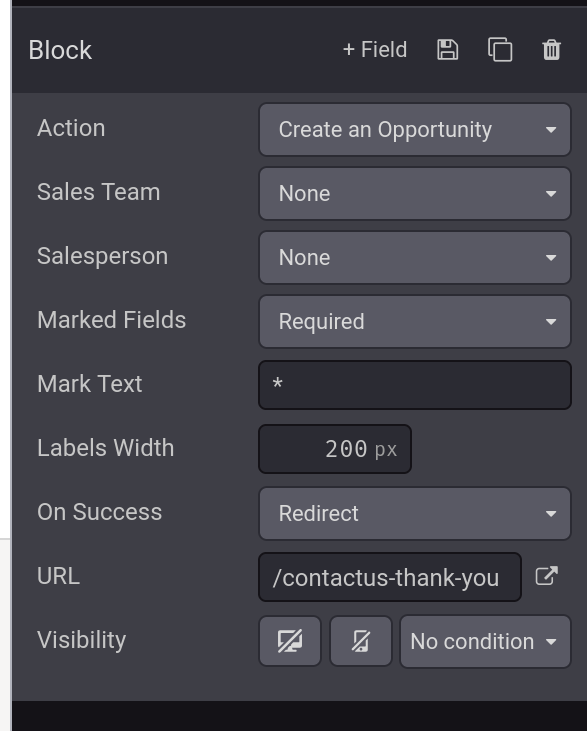 Block + Field
Action Create an Opportunity
Sales Team None
Salesperson None
Marked Fields Required
Mark Text *
Labels Width 200 px
On Success Redirect
URL /contactus-thank-you
Visibility No condition